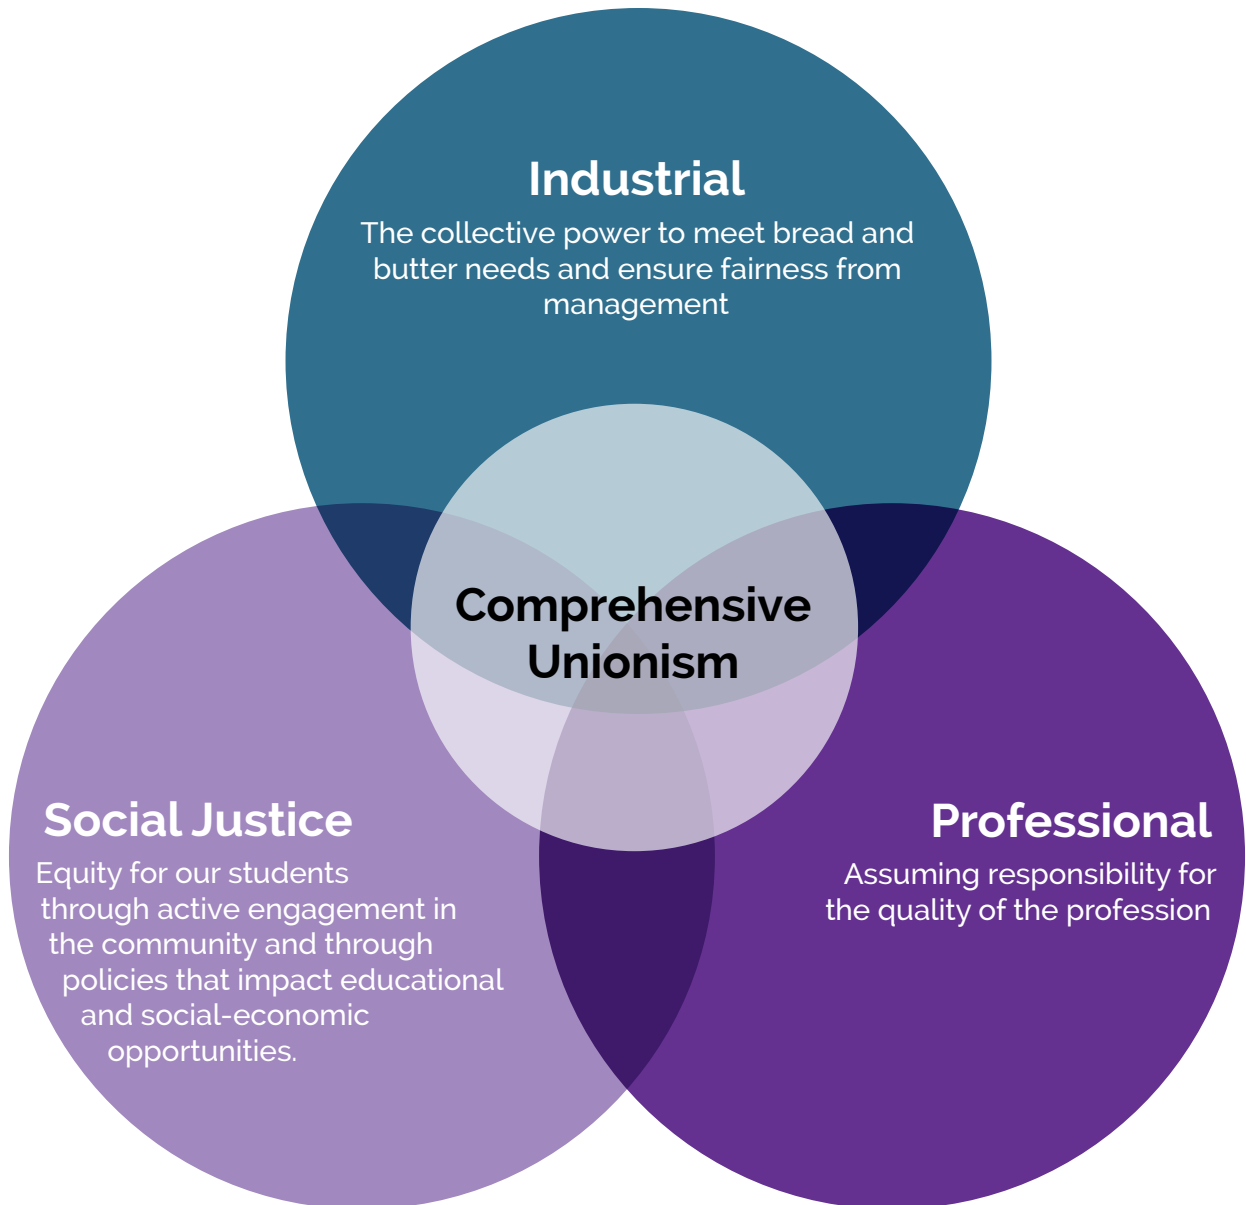 Industrial
The collective power to meet bread and
butter needs and ensure fairness from
management
Comprehensive
Unionism
Social Justice
Equity for our students
through active engagement in
the community and through
policies that impact educational
and social-economic
opportunities.
Professional
Assuming responsibility for
the quality of the profession